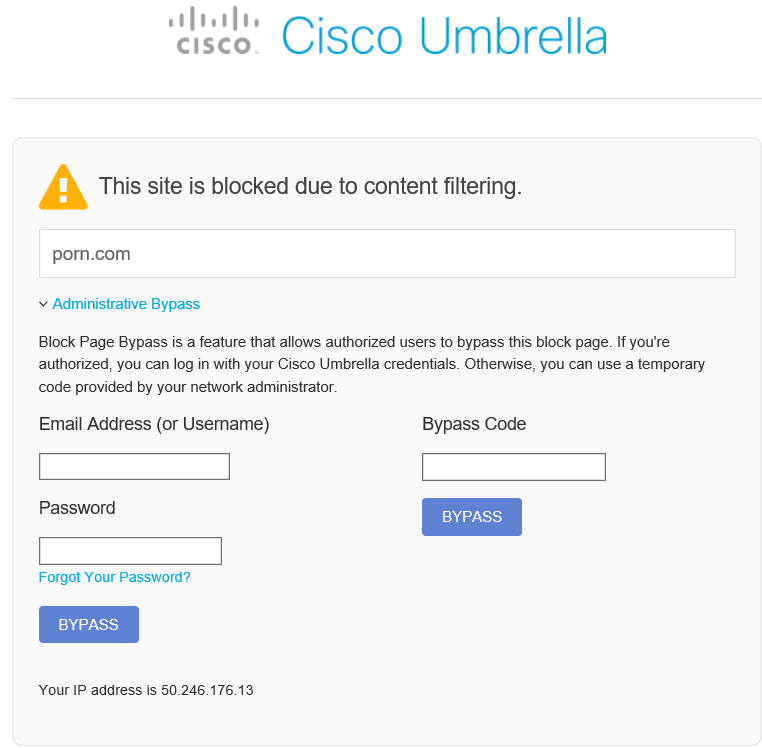 CISCO Cisco Umbrella
This site is blocked due to content filtering.
porn.com
Administrative Bypass
Block Page Bypass is a feature that allows authorized users to bypass this block page. If you're
authorized, you can log in with your Cisco Umbrella credentials. Otherwise, you can use a temporary
code provided by your network administrator.
Email Address (or Username)
Password
Forgot Your Password?
BYPASS
Bypass Code
BYPASS
Your IP address is 50.246.176.13